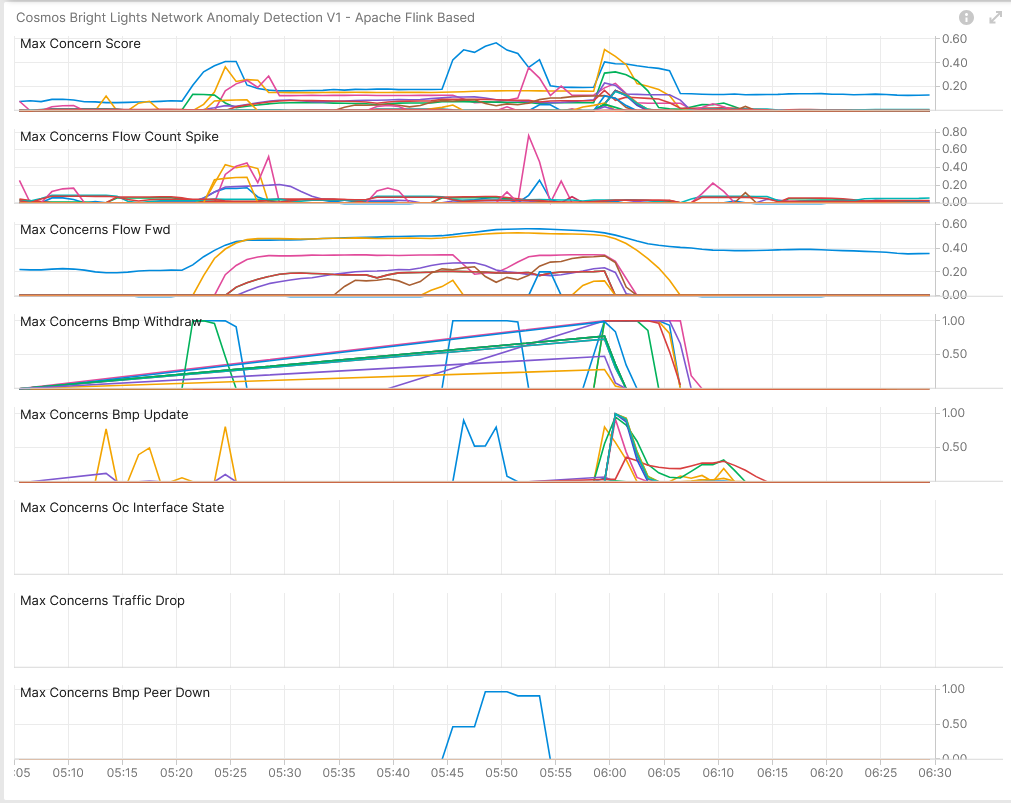 Cosmos Bright Lights Network Anomaly Detection V1 - Apache Flink Based
Max Concern Score
0.60
0.40
0.20
Max Concerns Flow Count Spike
0.80
0.60
0.40
0.20
0.00
Max Concerns Flow Fwd
0.60
0.40
0.20
0.00
Max Concerns Bmp Withdraw
1.00
0.50
Max Concerns Bmp Update
1.00
0.50
Max Concerns Oc Interface State
Max Concerns Traffic Drop
Max Concerns Bmp Peer Down
1.00
0.50
0.00
:05 05:10 05:15 05:20 05:25 05:30 05:35 05:40 05:45 05:50 05:55 06:00 06:05 06:10 06:15 06:20 06:25 06:30